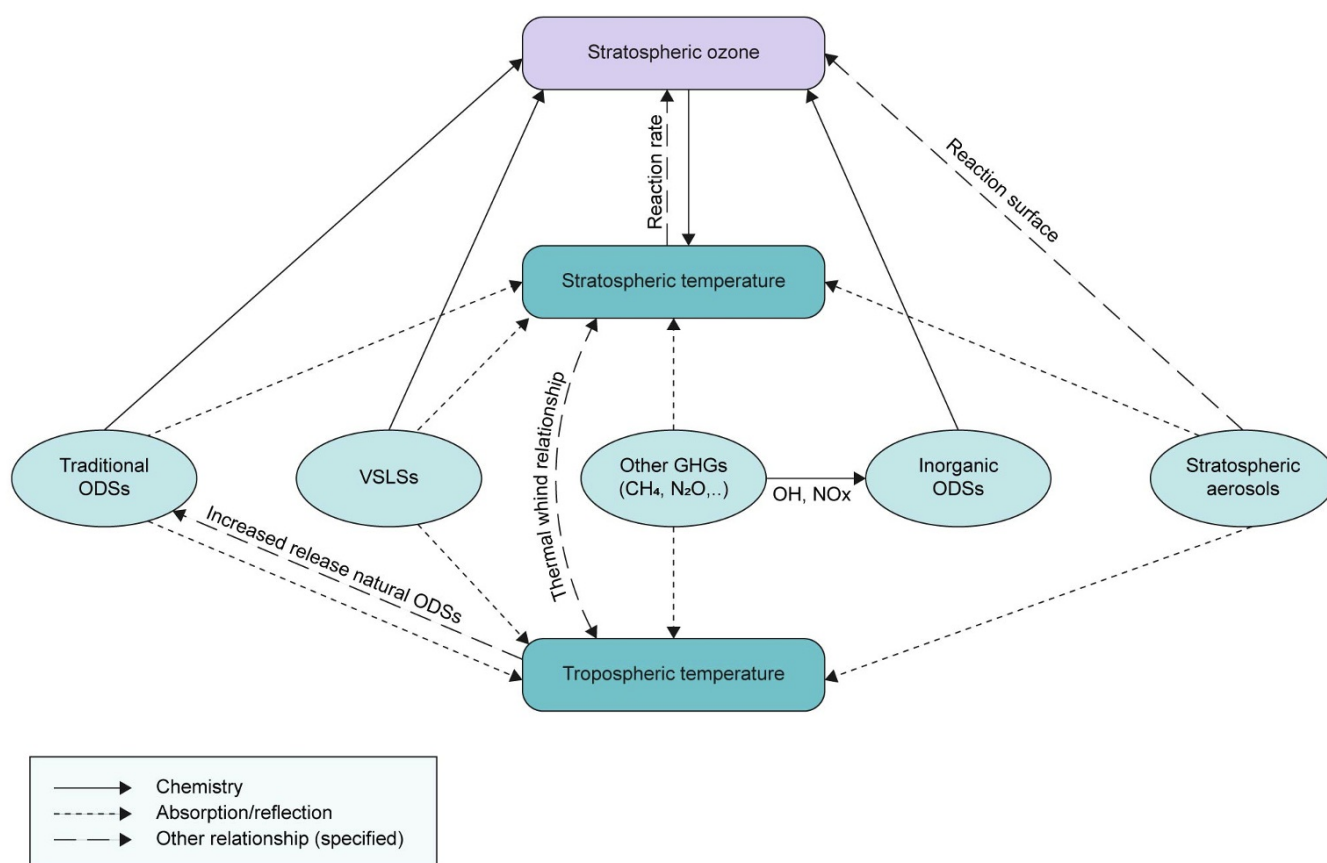 Stratospheric ozone
Reaction rate
Reaction surface
Stratospheric temperature
Thermal whind relationship
Traditional
ODSs
VSLSs
Other GHGs
(CH₄, N₂O,..)
OH, NOx
Inorganic
ODSs
Stratospheric
aerosols
Increased release natural ODSs
Tropospheric temperature
Chemistry
Absorption/reflection
Other relationship (specified)